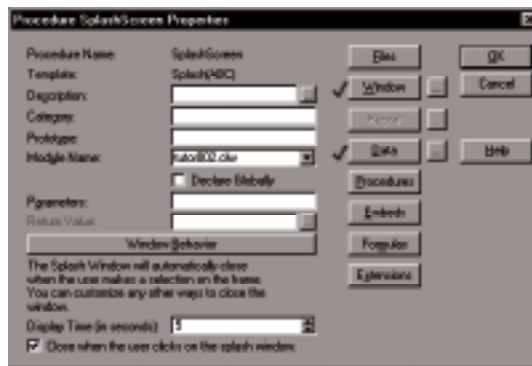 Procedure SplashScreen Properties
Procedure Name: SplashScreen
Template: Splash(ABC)
Description:
Category:
Prototype:
Module Name: tutor002.clw
Declare Globally
Parameters:
Return Value:
Window Behavior
The Splash Window will automatically close
when the user makes a selection on the frame.
You can customize any other ways to close the
window.
Display Time (in seconds): 5
Close when the user clicks on the splash window.
Files
Window ...
Report
Data ...
Procedures
Embeds
Formulas
Extensions
OK
Cancel
Help